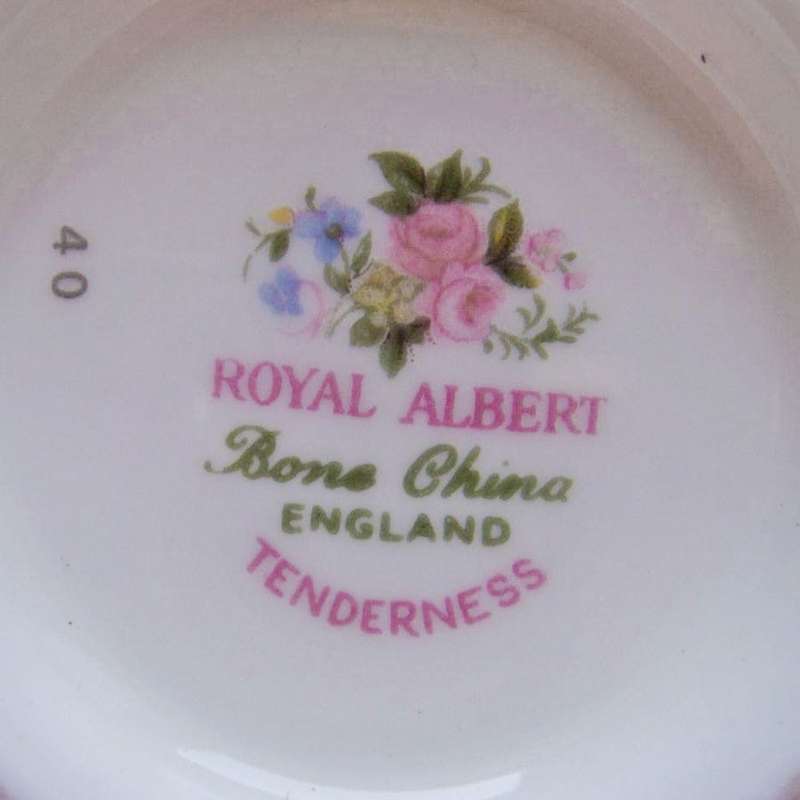 40
ROYAL ALBERT
Bone China
ENGLAND
TENDERNESS